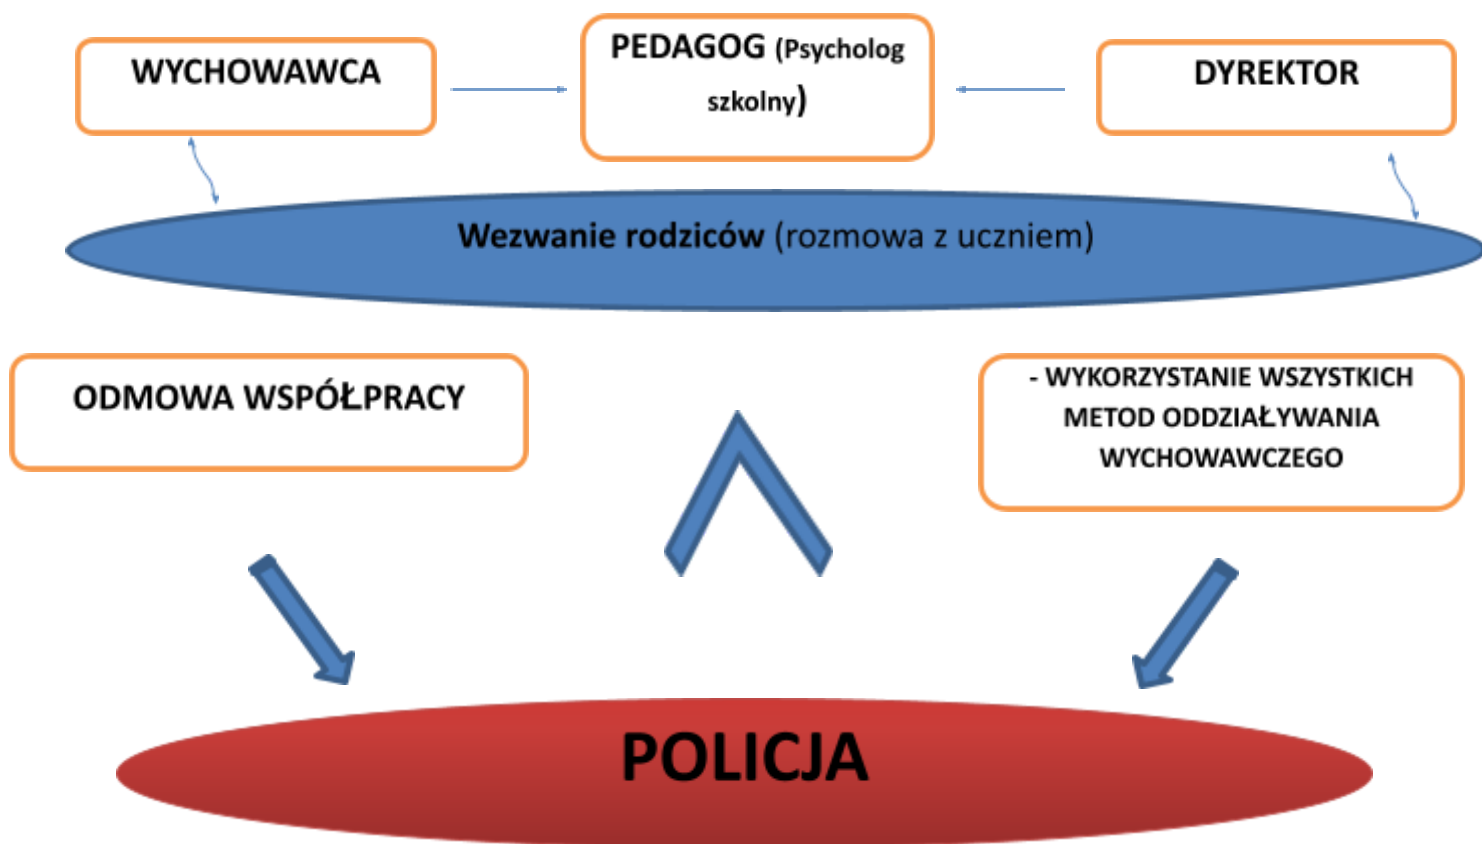 WYCHOWAWCA
PEDAGOG (Psycholog
szkolny)
DYREKTOR
Wezwanie rodziców (rozmowa z uczniem)
ODMOWA WSPÓŁPRACY
- WYKORZYSTANIE WSZYSTKICH
METOD ODDZIAŁYWANIA
WYCHOWAWCZEGO
POLICJA